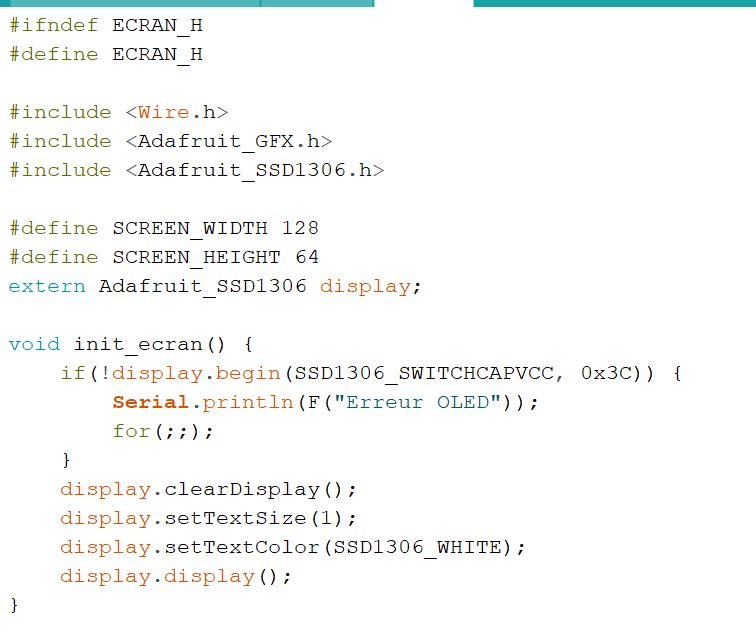 #ifndef ECRAN_H
#define ECRAN_H

#include <Wire.h>
#include <Adafruit_GFX.h>
#include <Adafruit_SSD1306.h>

#define SCREEN_WIDTH 128
#define SCREEN_HEIGHT 64
extern Adafruit_SSD1306 display;

void init_ecran() {
    if(!display.begin(SSD1306_SWITCHCAPVCC, 0x3C)) {
        Serial.println(F("Erreur OLED"));
        for(;;);
    }
    display.clearDisplay();
    display.setTextSize(1);
    display.setTextColor(SSD1306_WHITE);
    display.display();
}